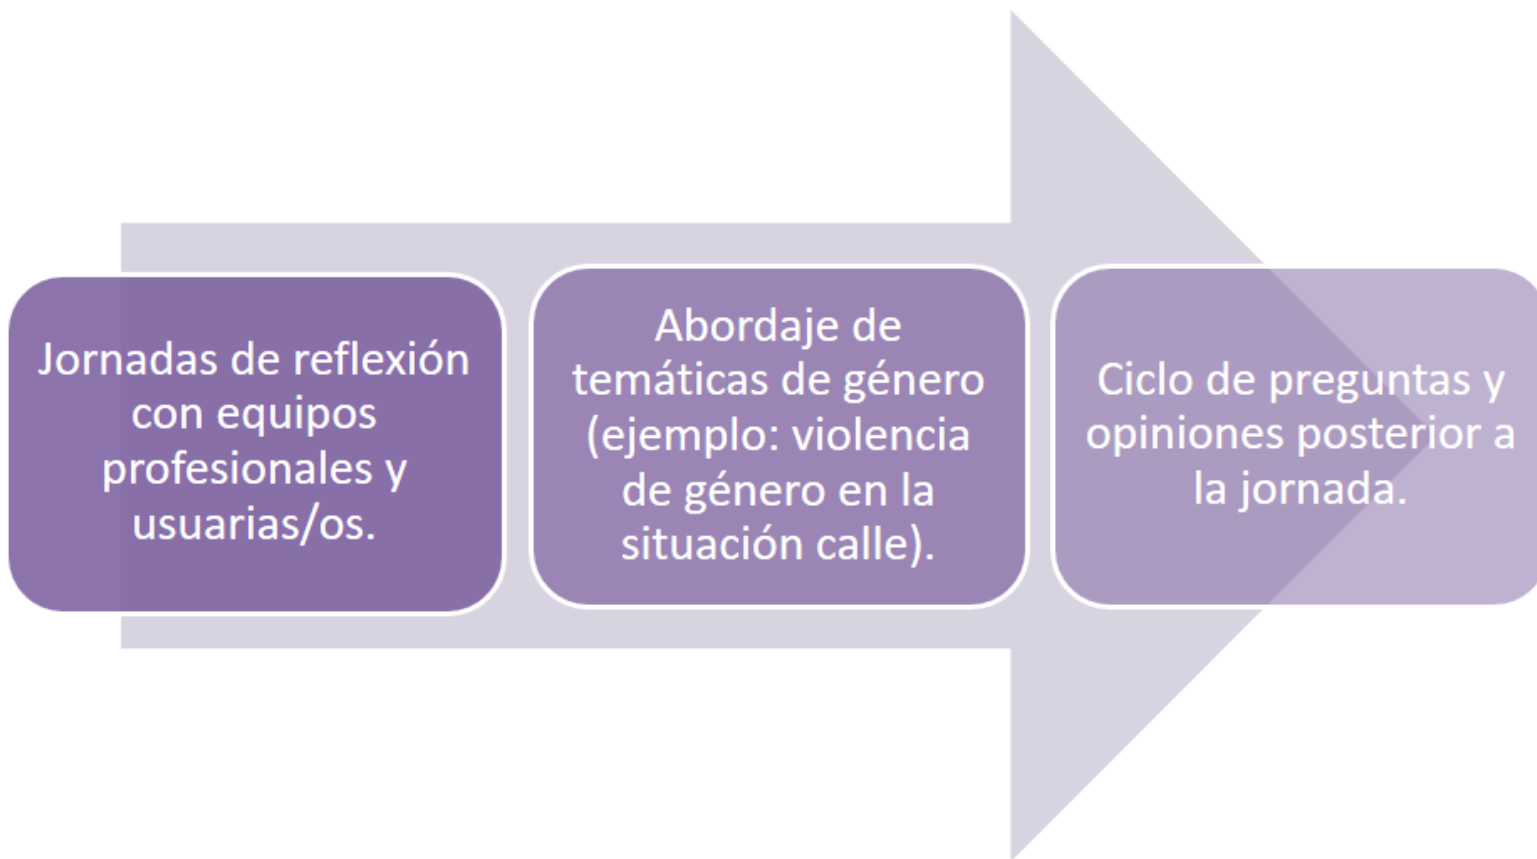 Jornadas de reflexión
con equipos
profesionales y
usuarias/os.
Abordaje de
temáticas de género
(ejemplo: violencia
de género en la
situación calle).
Ciclo de preguntas y
opiniones posterior a
la jornada.